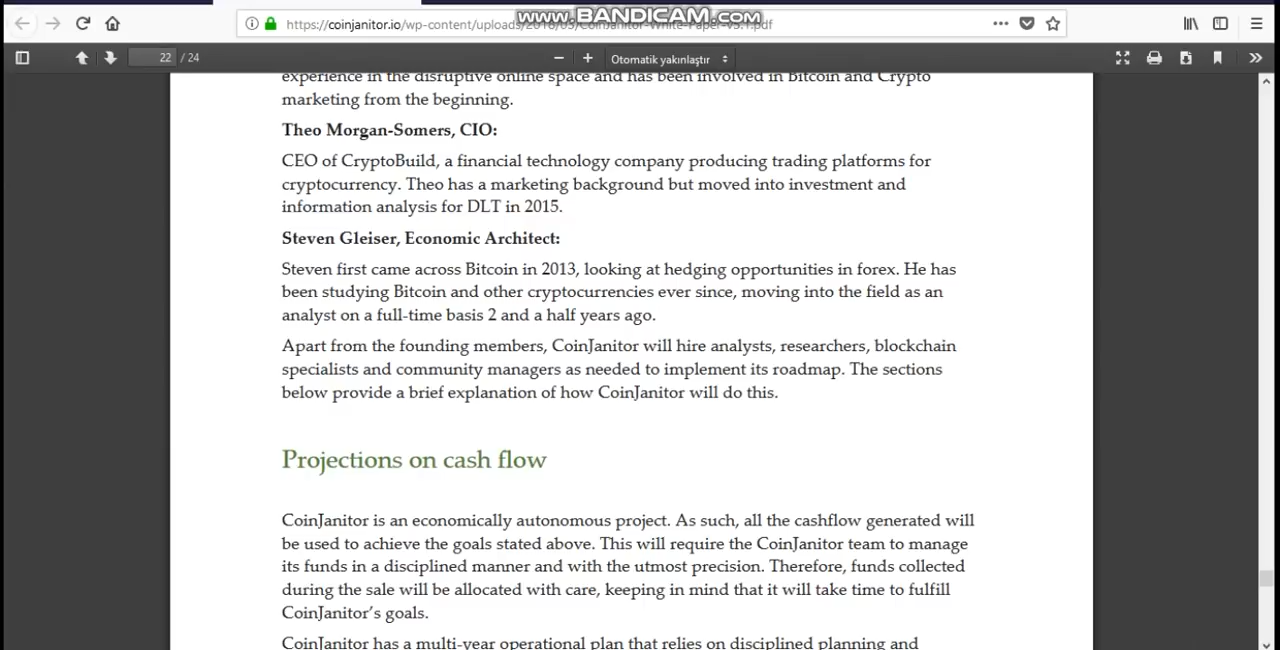 www.BANDICAM.com
https://coinjanitor.io/wp-content/uploads/2018/03/CoinJanitor-White-Paper-v3.1.pdf
22 / 24
Otomatik yakınlaştır
experience in the disruptive online space and has been involved in Bitcoin and Crypto
marketing from the beginning.
Theo Morgan-Somers, CIO:
CEO of CryptoBuild, a financial technology company producing trading platforms for
cryptocurrency. Theo has a marketing background but moved into investment and
information analysis for DLT in 2015.
Steven Gleiser, Economic Architect:
Steven first came across Bitcoin in 2013, looking at hedging opportunities in forex. He has
been studying Bitcoin and other cryptocurrencies ever since, moving into the field as an
analyst on a full-time basis 2 and a half years ago.
Apart from the founding members, CoinJanitor will hire analysts, researchers, blockchain
specialists and community managers as needed to implement its roadmap. The sections
below provide a brief explanation of how CoinJanitor will do this.
Projections on cash flow
CoinJanitor is an economically autonomous project. As such, all the cashflow generated will
be used to achieve the goals stated above. This will require the CoinJanitor team to manage
its funds in a disciplined manner and with the utmost precision. Therefore, funds collected
during the sale will be allocated with care, keeping in mind that it will take time to fulfill
CoinJanitor's goals.
CoinJanitor has a multi-year operational plan that relies on disciplined planning and